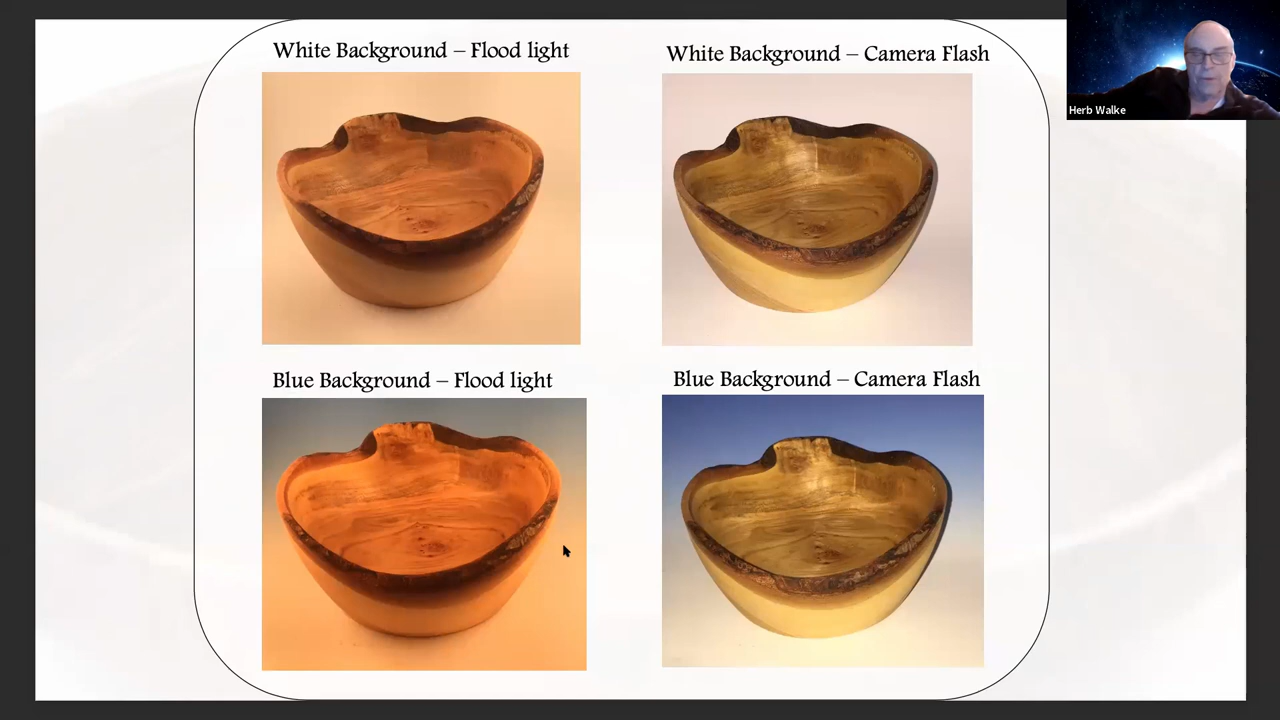 White Background – Flood light
White Background – Camera Flash
Herb Walke
Blue Background – Flood light
Blue Background – Camera Flash